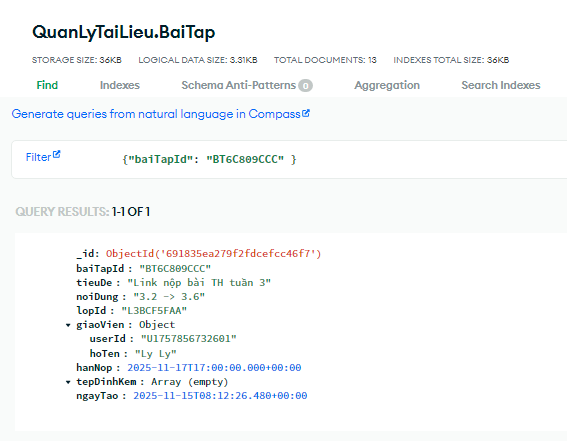 QuanLyTaiLieu.BaiTap
STORAGE SIZE: 36KB LOGICAL DATA SIZE: 3.31KB TOTAL DOCUMENTS: 13 INDEXES TOTAL SIZE: 36KB
Find Indexes Schema Anti-Patterns 0 Aggregation Search Indexes
Generate queries from natural language in Compass
Filter {"baiTapId": "BT6C809CCC" }
QUERY RESULTS: 1-1 OF 1
_id: ObjectId('691835ea279f2fdcefcc46f7')
baiTapId: "BT6C809CCC"
tieuDe: "Link nộp bài TH tuần 3"
noiDung: "3.2 -> 3.6"
lopId: "L3BCF5FAA"
giaoVien: Object
userId: "U1757856732601"
hoTen: "Ly Ly"
hanNop: 2025-11-17T17:00:00.000+00:00
tepDinhKem: Array (empty)
ngayTao: 2025-11-15T08:12:26.480+00:00